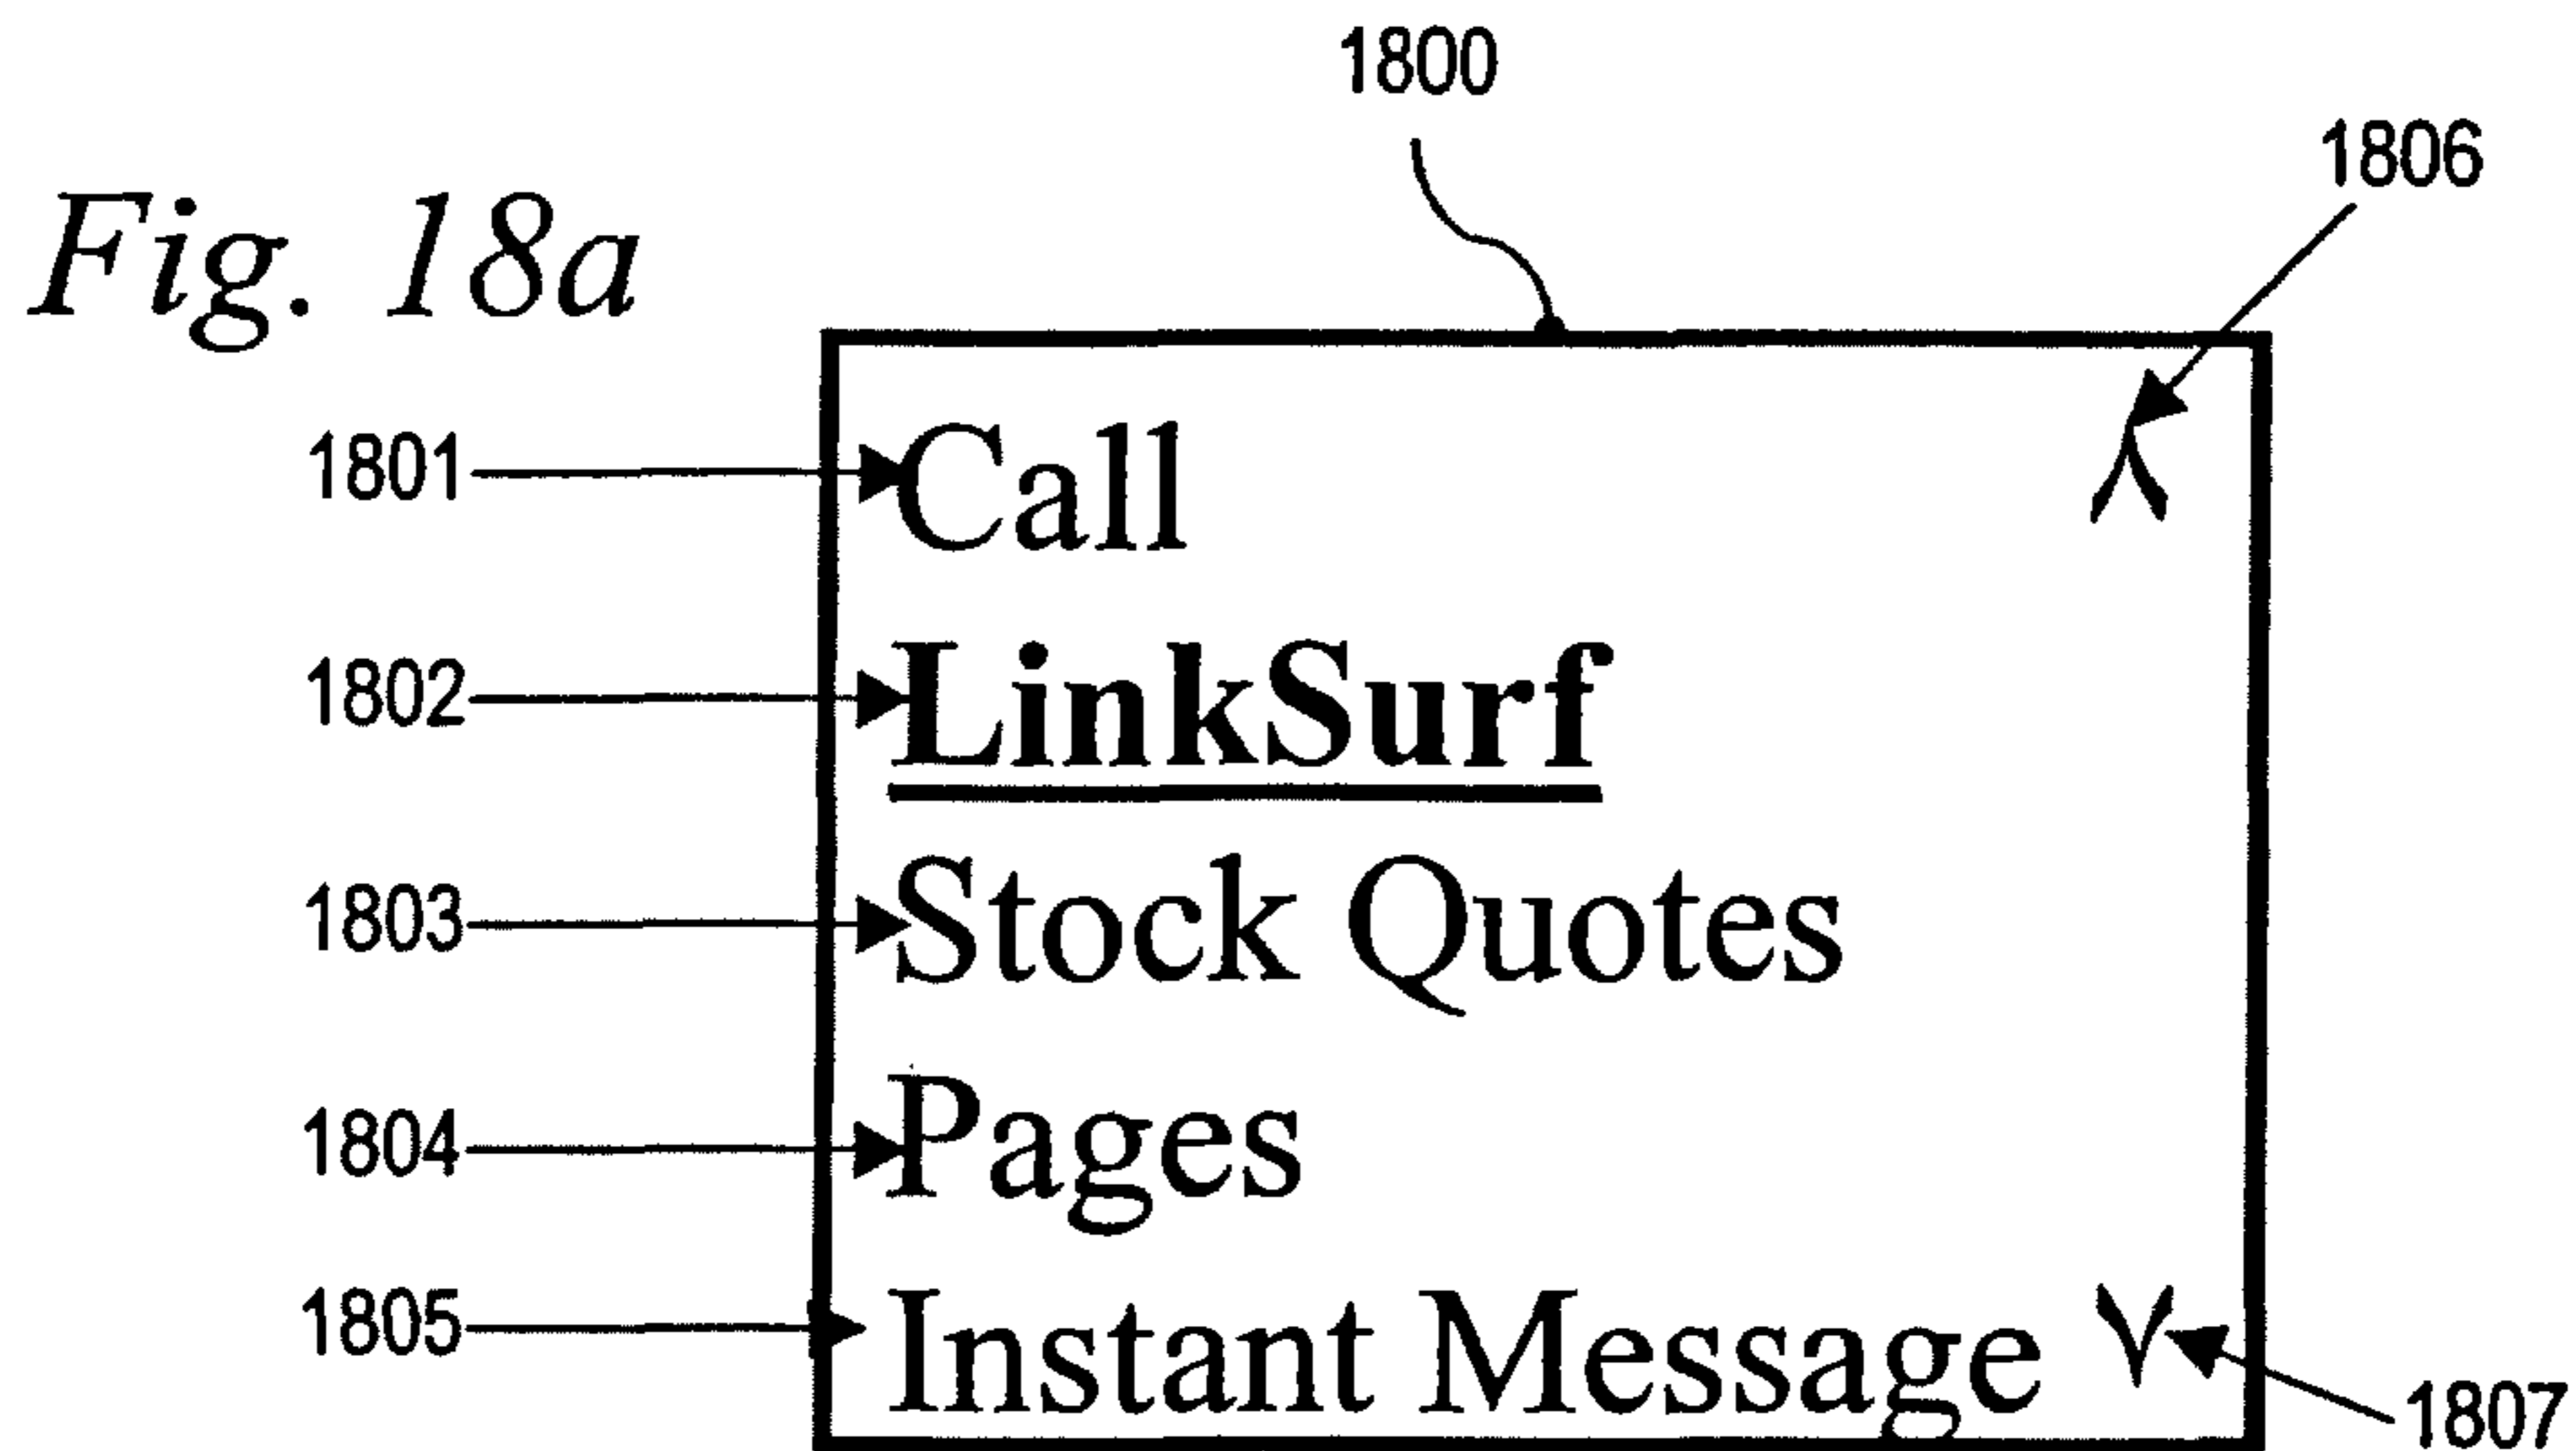 1800
1806
Fig. 18a
1801 Call
1802 LinkSurf
1803 Stock Quotes
1804 Pages
1805 Instant Message
1807